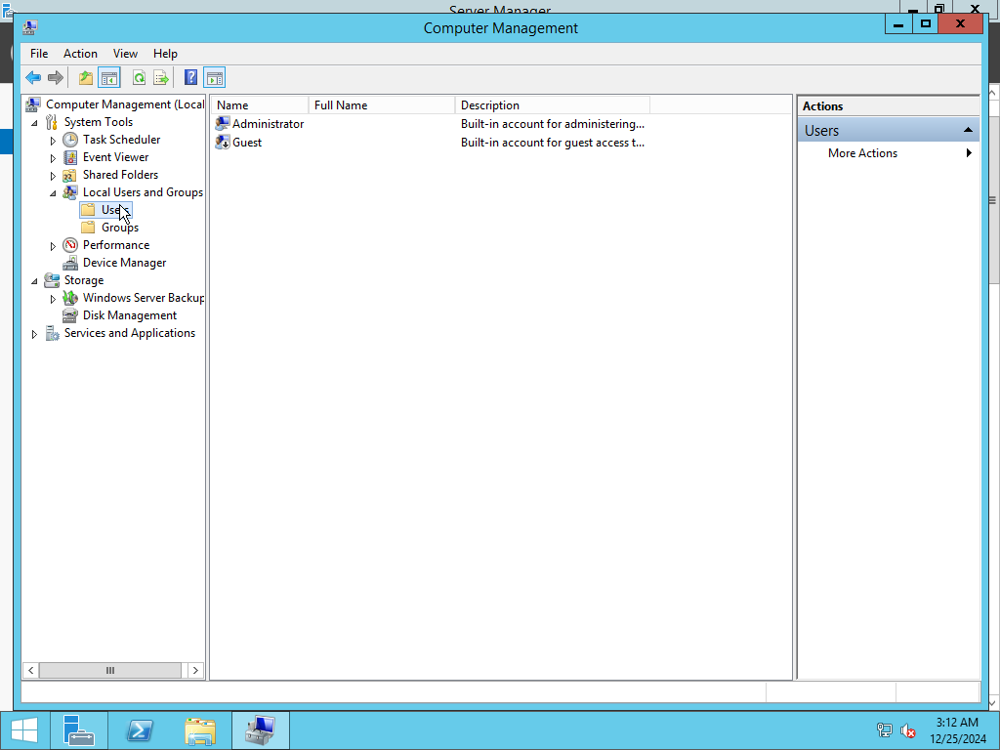 Server Manager
Computer Management
File Action View Help
Computer Management (Local
System Tools
Task Scheduler
Event Viewer
Shared Folders
Local Users and Groups
Users
Groups
Performance
Device Manager
Storage
Windows Server Backup
Disk Management
Services and Applications
Name Full Name Description
Administrator Built-in account for administering...
Guest Built-in account for guest access t...
Actions
Users
More Actions
3:12 AM
12/25/2024